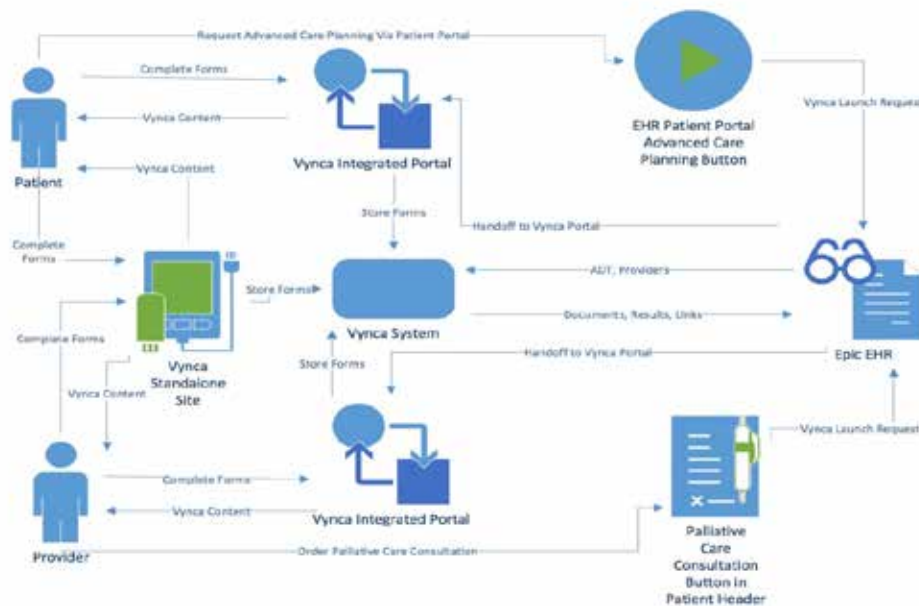 Request Advanced Care Planning Via Patient Portal
Complete Forms
Vynca Content
Vynca Launch Request
EHR Patient Portal
Advanced Care
Planning Button
Vynca Integrated Portal
Patient
Vynca Content
Store Forms
Handoff to Vynca Portal
Complete
Forms
ADT, Providers
Store Forms
Documents, Results, Links
Vynca System
Epic EHR
Complete Forms
Vynca
Standalone
Site
Store Forms
Handoff to Vynca Portal
Vynca Content
Vynca Launch Request
Complete Forms
Vynca Content
Vynca Integrated Portal
Provider
Order Palliative Care Consultation
Palliative
Care
Consultation
Button in
Patient Header